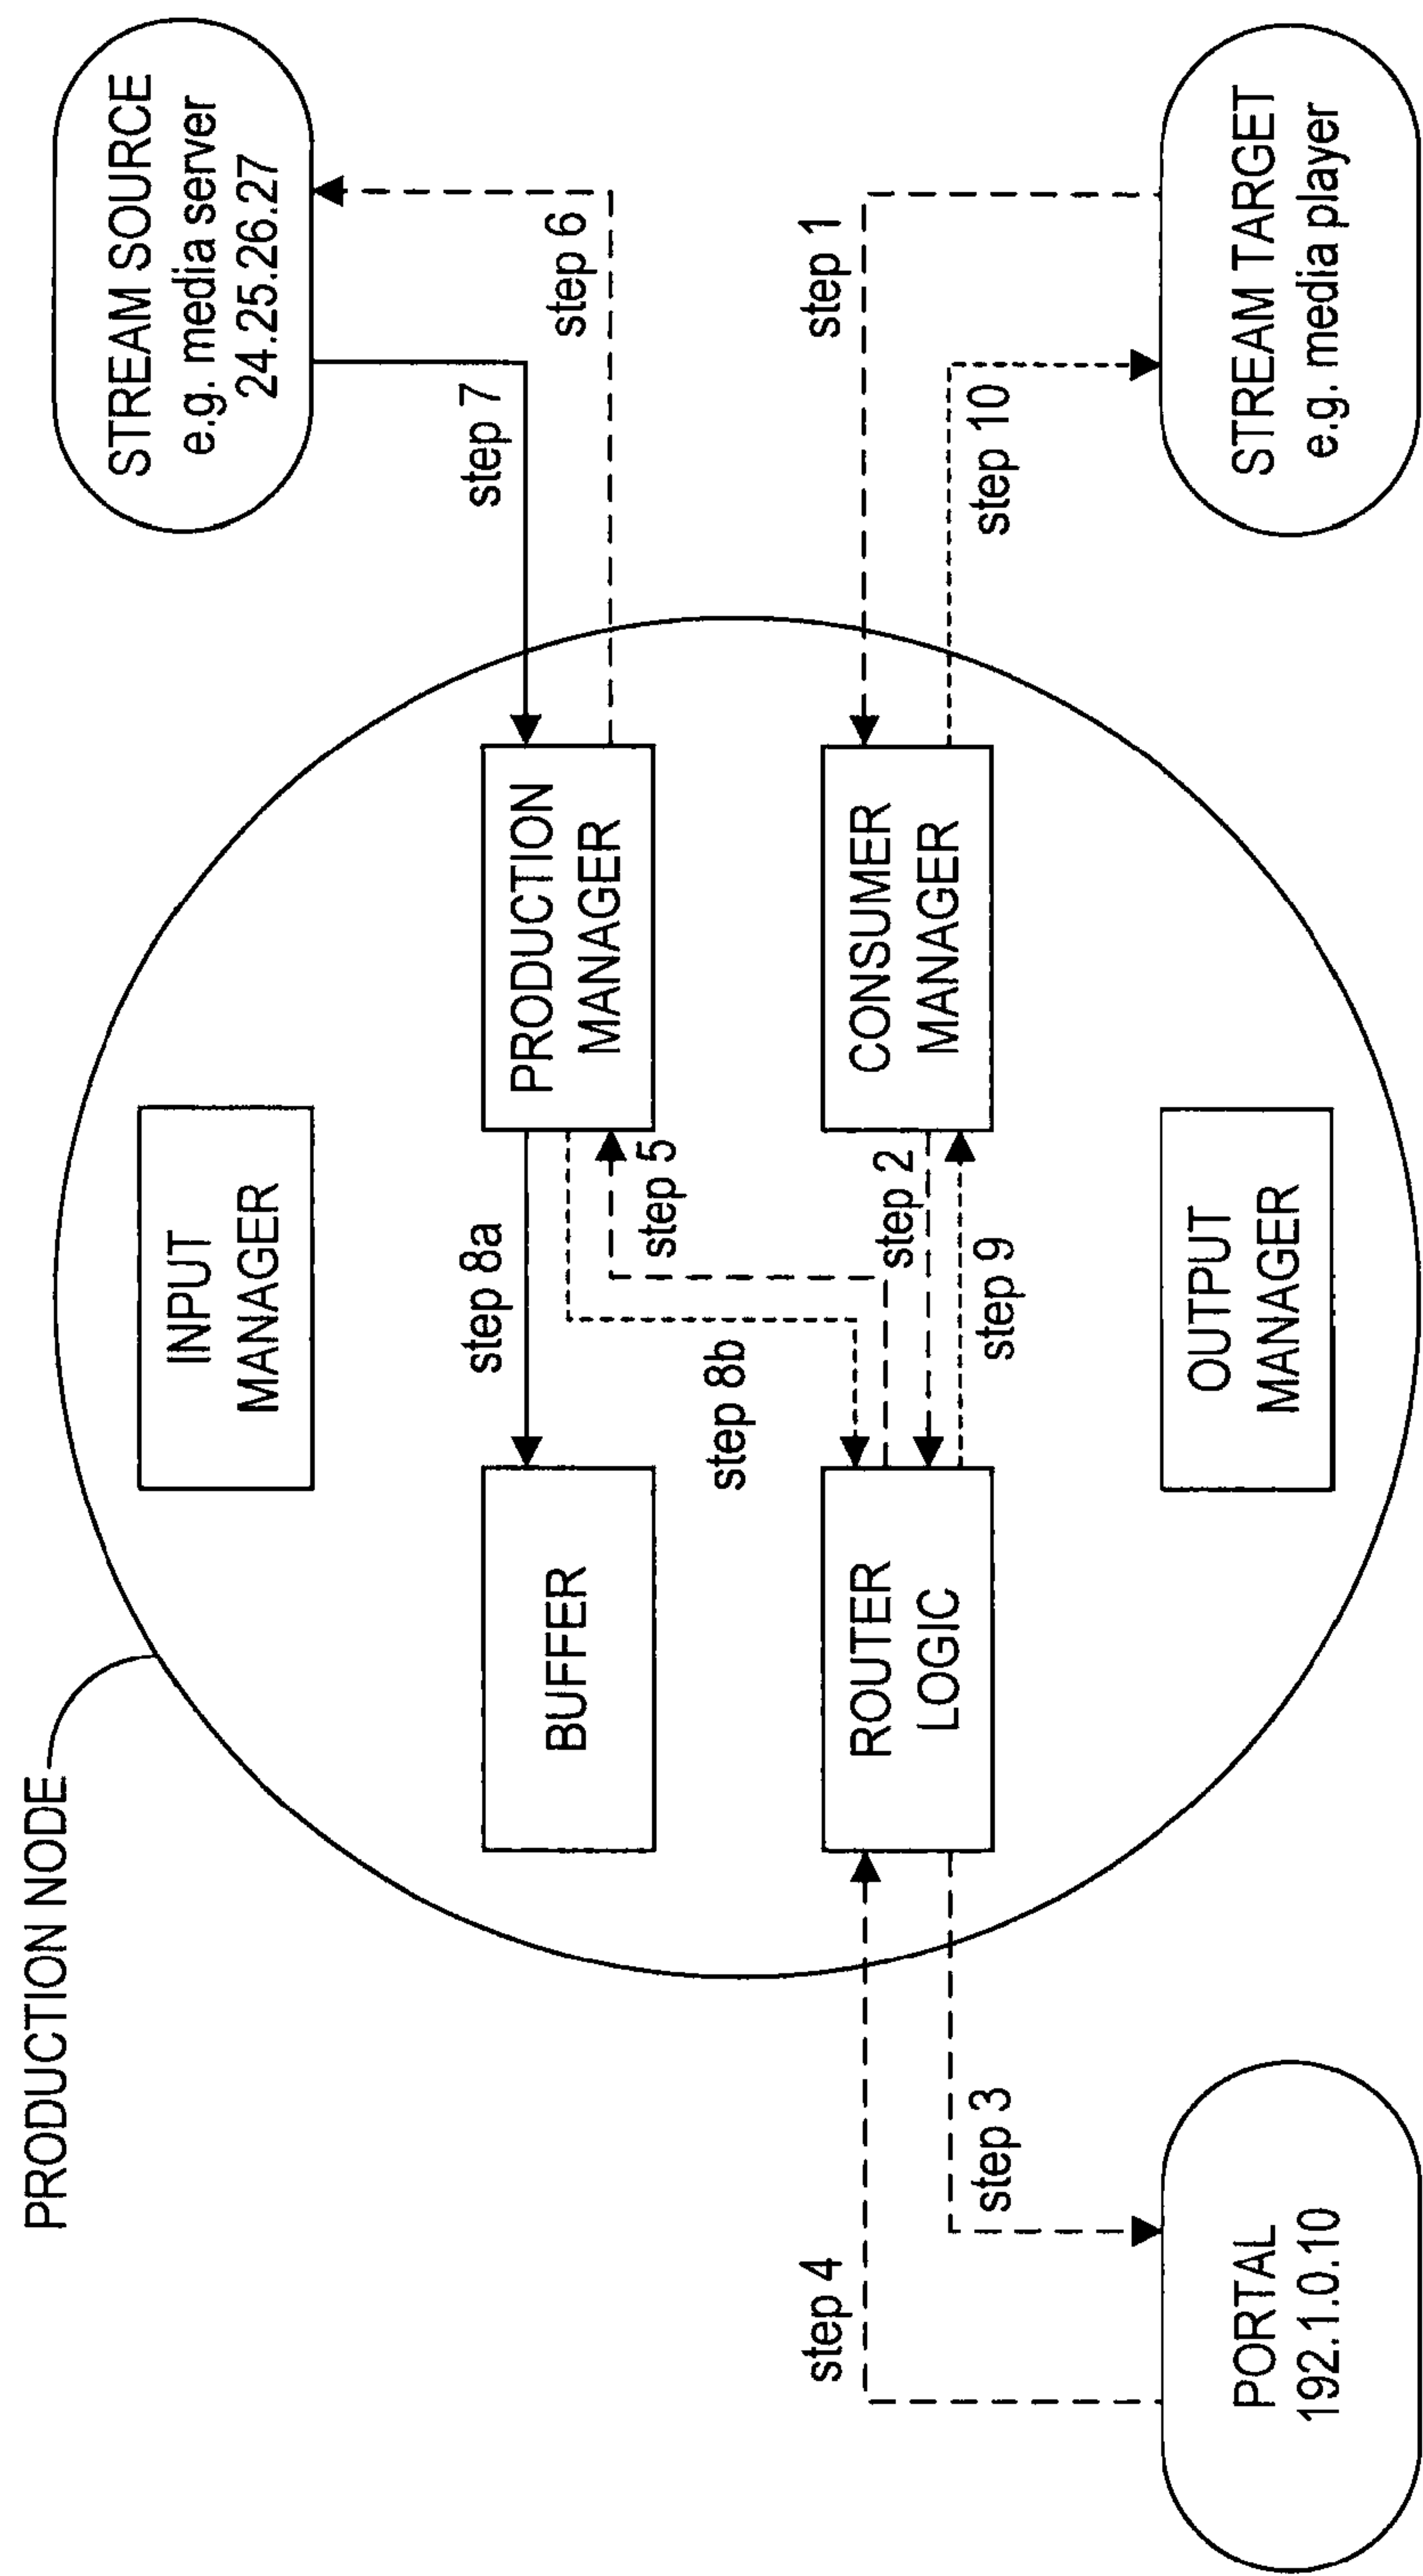 PRODUCTION NODE
STREAM SOURCE
e.g. media server
24.25.26.27
INPUT
MANAGER
step 7
step 6
BUFFER
step 8a
PRODUCTION
MANAGER
step 5
step 8b
step 4
step 1
ROUTER
LOGIC
step 2
CONSUMER
MANAGER
step 3
step 9
step 10
PORTAL
192.1.0.10
OUTPUT
MANAGER
STREAM TARGET
e.g. media player